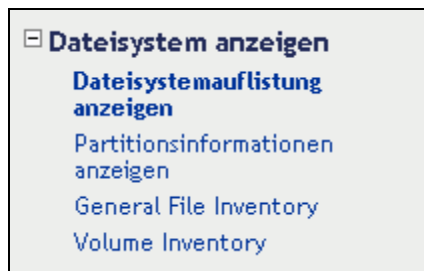 Dateisystem anzeigen
Dateisystemauflistung
anzeigen
Partitionsinformationen
anzeigen
General File Inventory
Volume Inventory